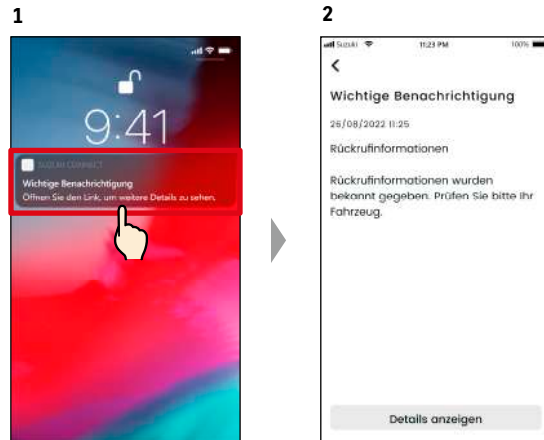 1
9:41
SUZUKI CONNECT
Wichtige Benachrichtigung
Öffnen Sie den Link, um weitere Details zu sehen.
2
SUZUKI
11:23 PM
100%
Wichtige Benachrichtigung
26/08/2022 11:25
Rückrufinformationen
Rückrufinformationen wurden
bekannt gegeben. Prüfen Sie bitte Ihr
Fahrzeug.
Details anzeigen